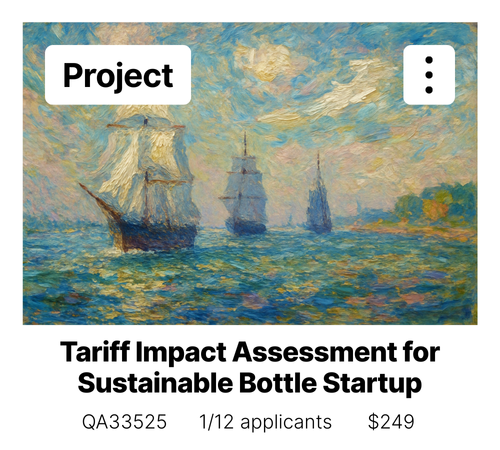 Project
Tariff Impact Assessment for
Sustainable Bottle Startup
QA33525 1/12 applicants $249